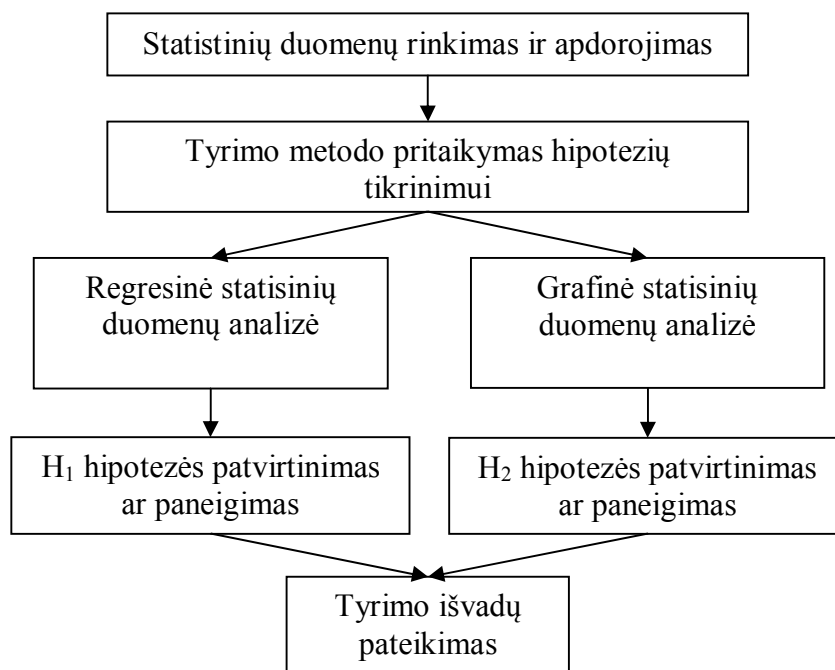 Statistinių duomenų rinkimas ir apdorojimas
Tyrimo metodo pritaikymas hipotezių
tikrinimui
Regresinė statisinių
duomenų analizė
Grafinė statisinių
duomenų analizė
H₁ hipotezės patvirtinimas
ar paneigimas
H₂ hipotezės patvirtinimas
ar paneigimas
Tyrimo išvadų
pateikimas